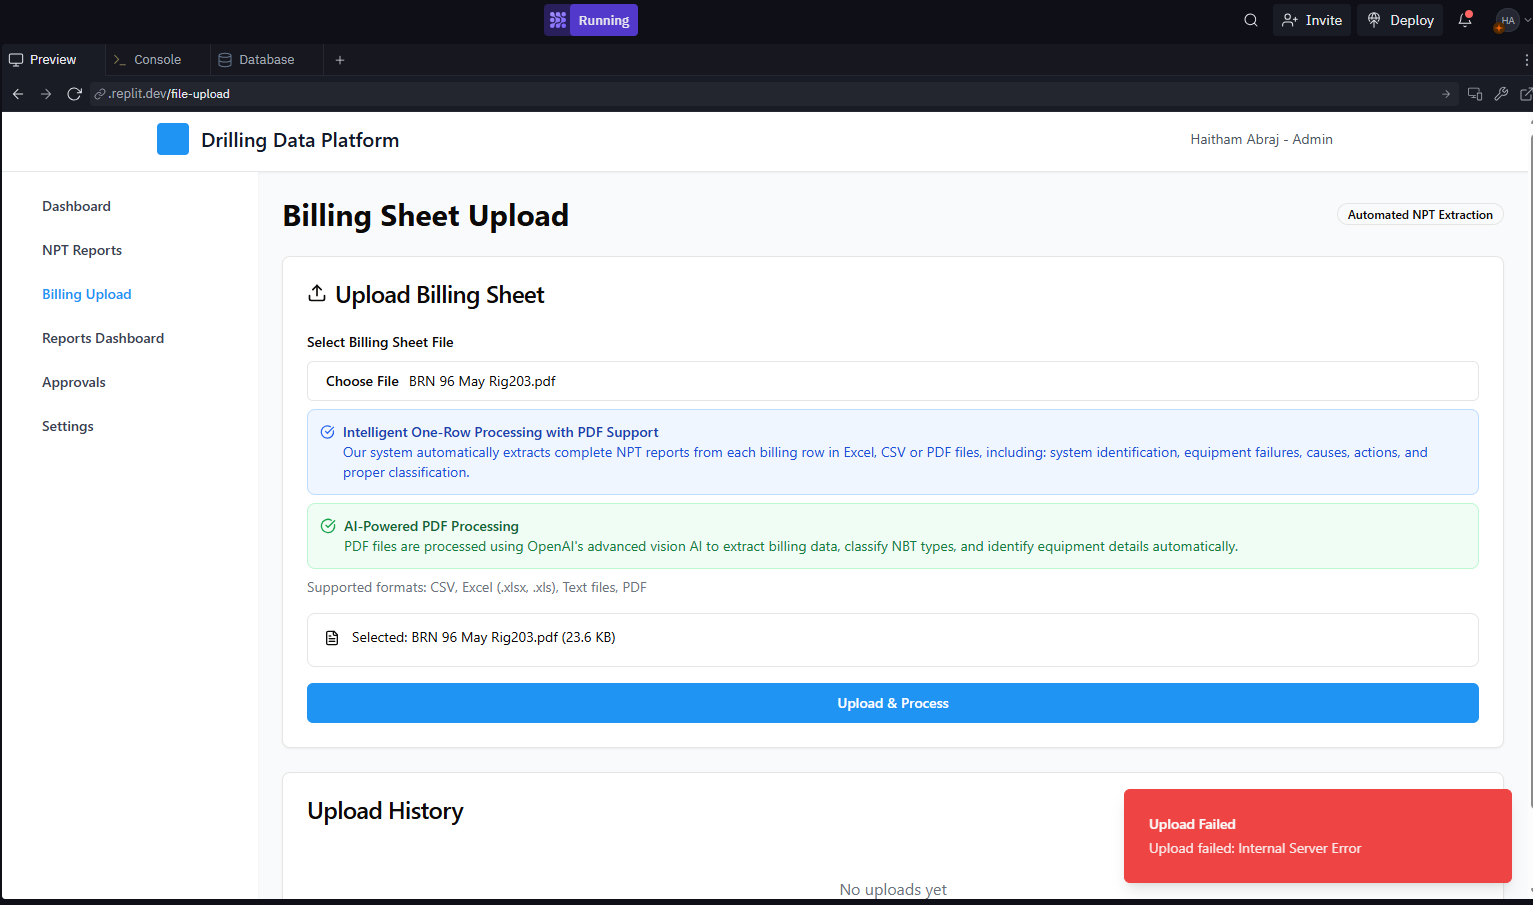 Running
Invite
Deploy
HA
Preview
Console
Database
.replit.dev/file-upload
Drilling Data Platform
Haitham Abraj - Admin
Dashboard
NPT Reports
Billing Upload
Reports Dashboard
Approvals
Settings
Billing Sheet Upload
Automated NPT Extraction
Upload Billing Sheet
Select Billing Sheet File
Choose File BRN 96 May Rig203.pdf
Intelligent One-Row Processing with PDF Support
Our system automatically extracts complete NPT reports from each billing row in Excel, CSV or PDF files, including: system identification, equipment failures, causes, actions, and
proper classification.
AI-Powered PDF Processing
PDF files are processed using OpenAI's advanced vision AI to extract billing data, classify NBT types, and identify equipment details automatically.
Supported formats: CSV, Excel (.xlsx, .xls), Text files, PDF
Selected: BRN 96 May Rig203.pdf (23.6 KB)
Upload & Process
Upload History
No uploads yet
Upload Failed
Upload failed: Internal Server Error